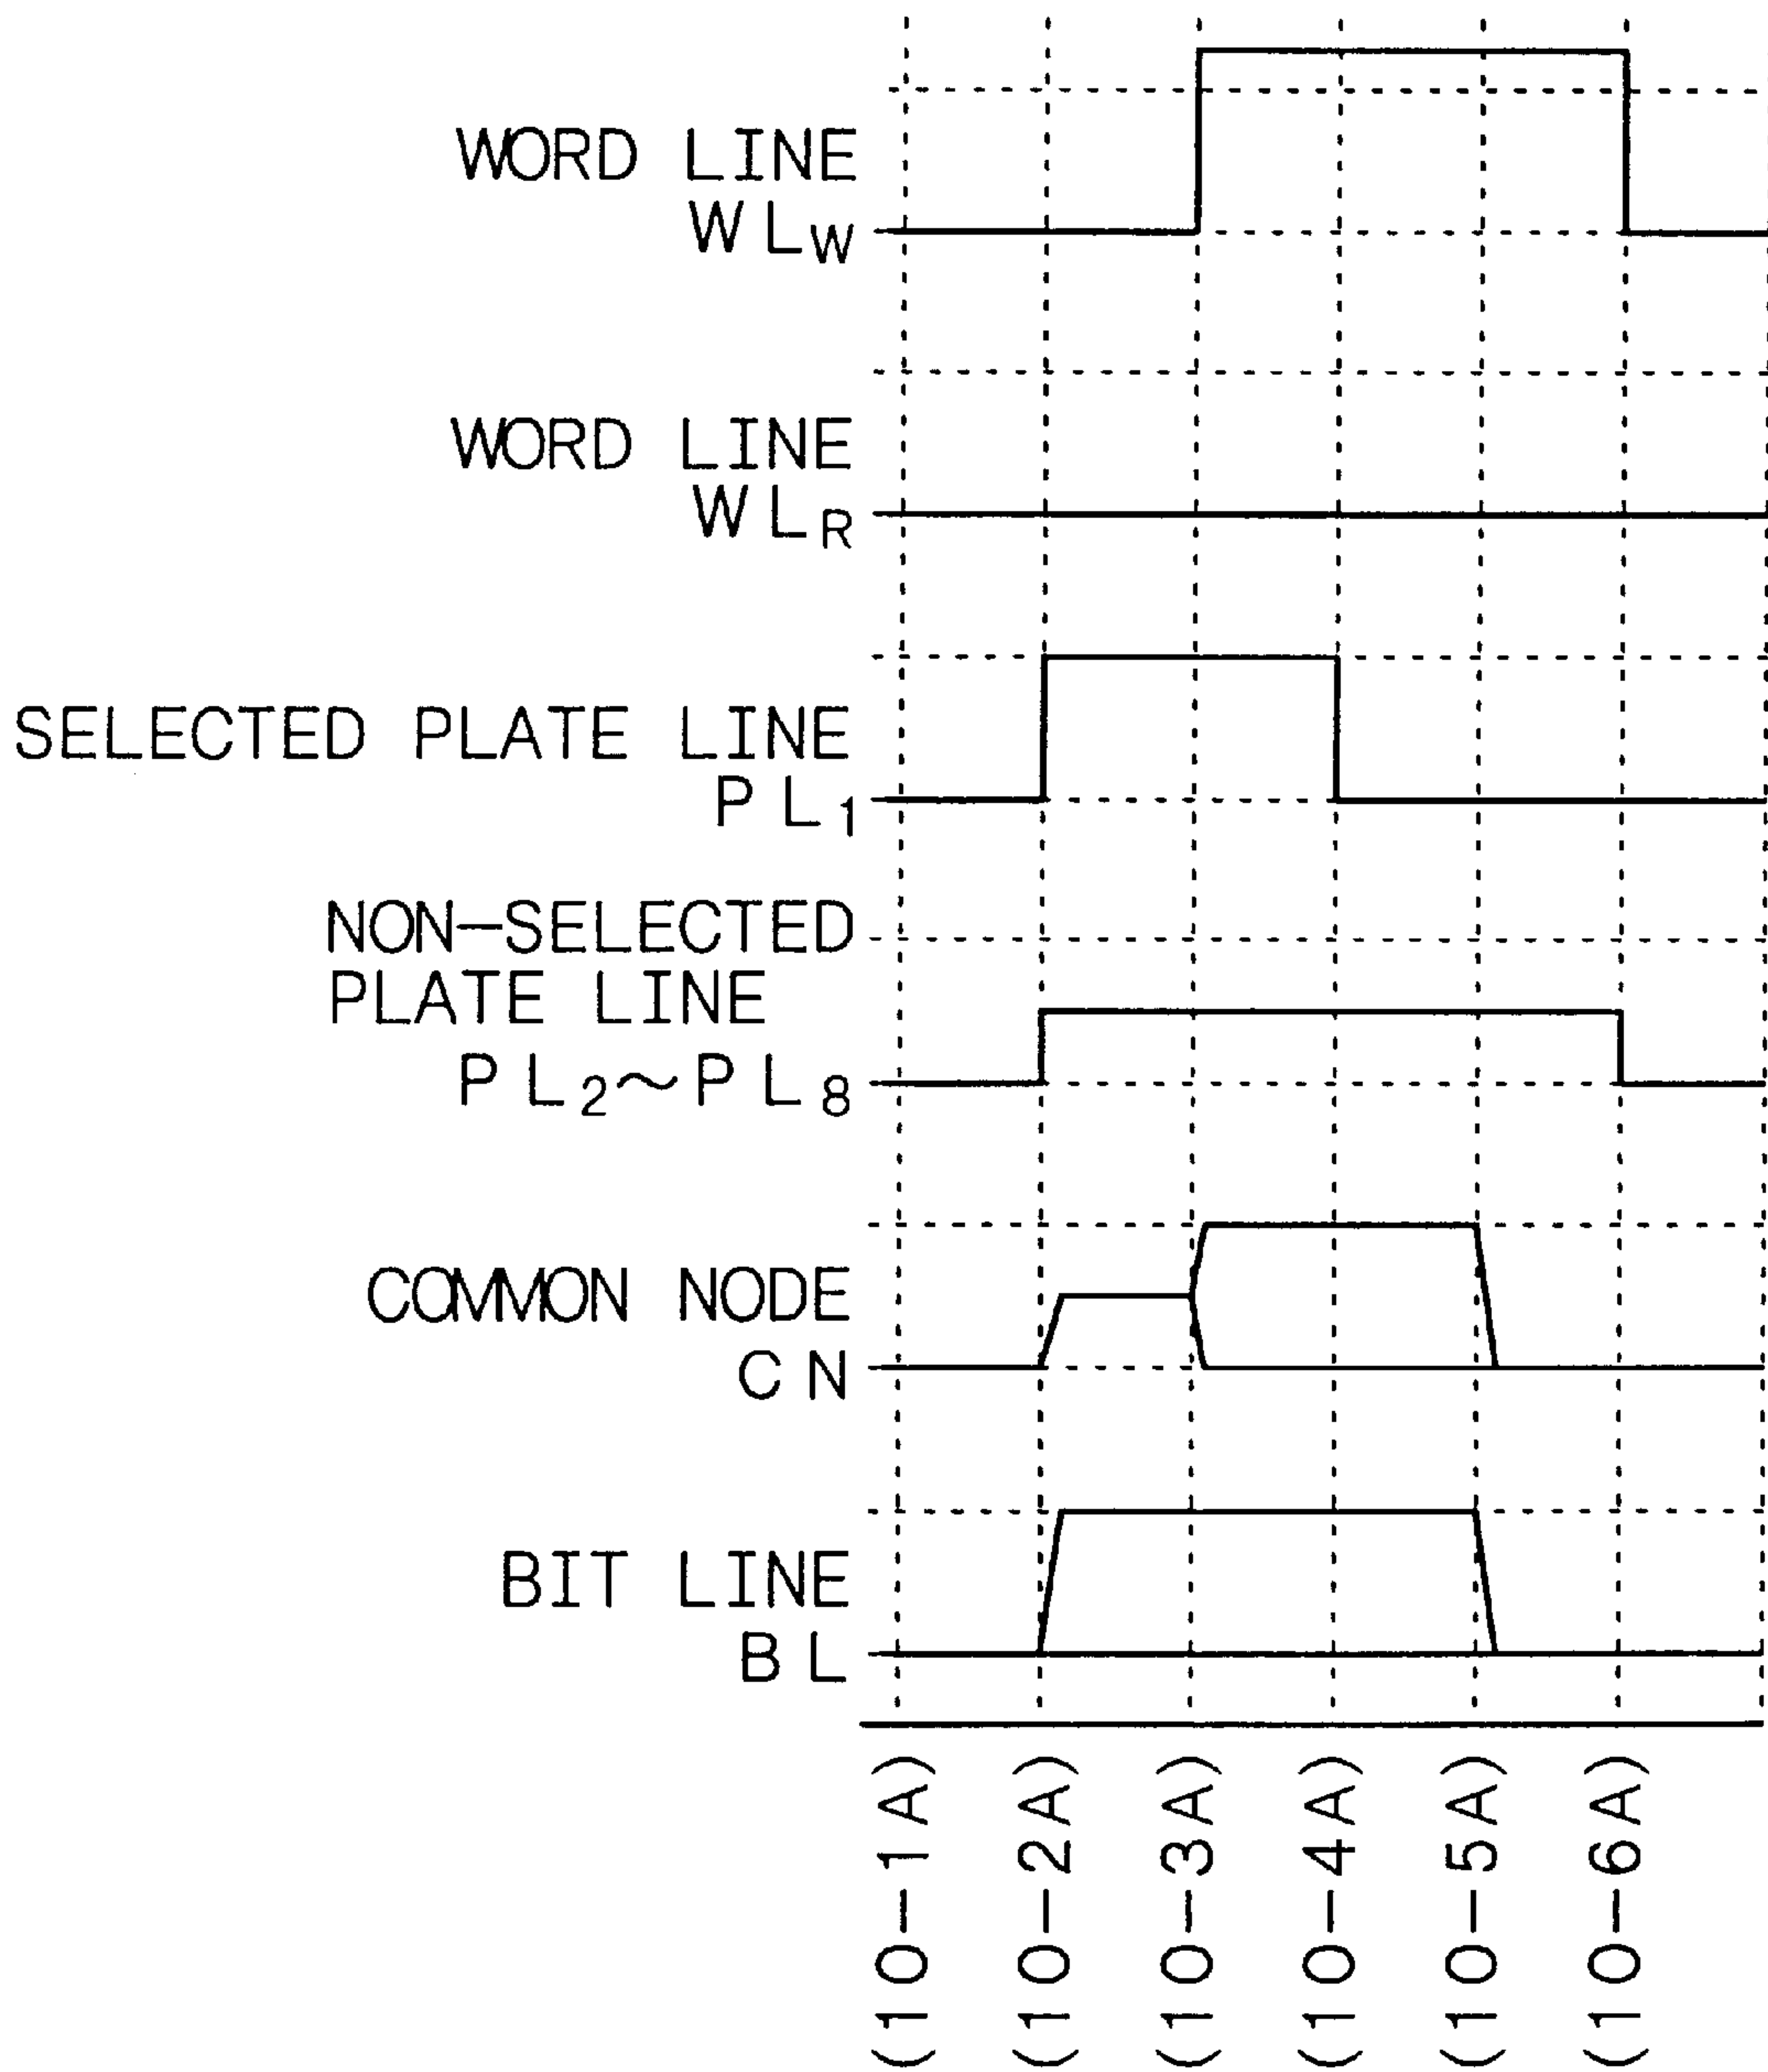 WORD LINE
WLW
WORD LINE
WLR
SELECTED PLATE LINE
PL1
NON-SELECTED
PLATE LINE
PL2~PL8
COMMON NODE
CN
BIT LINE
BL
(10-1A)
(10-2A)
(10-3A)
(10-4A)
(10-5A)
(10-6A)